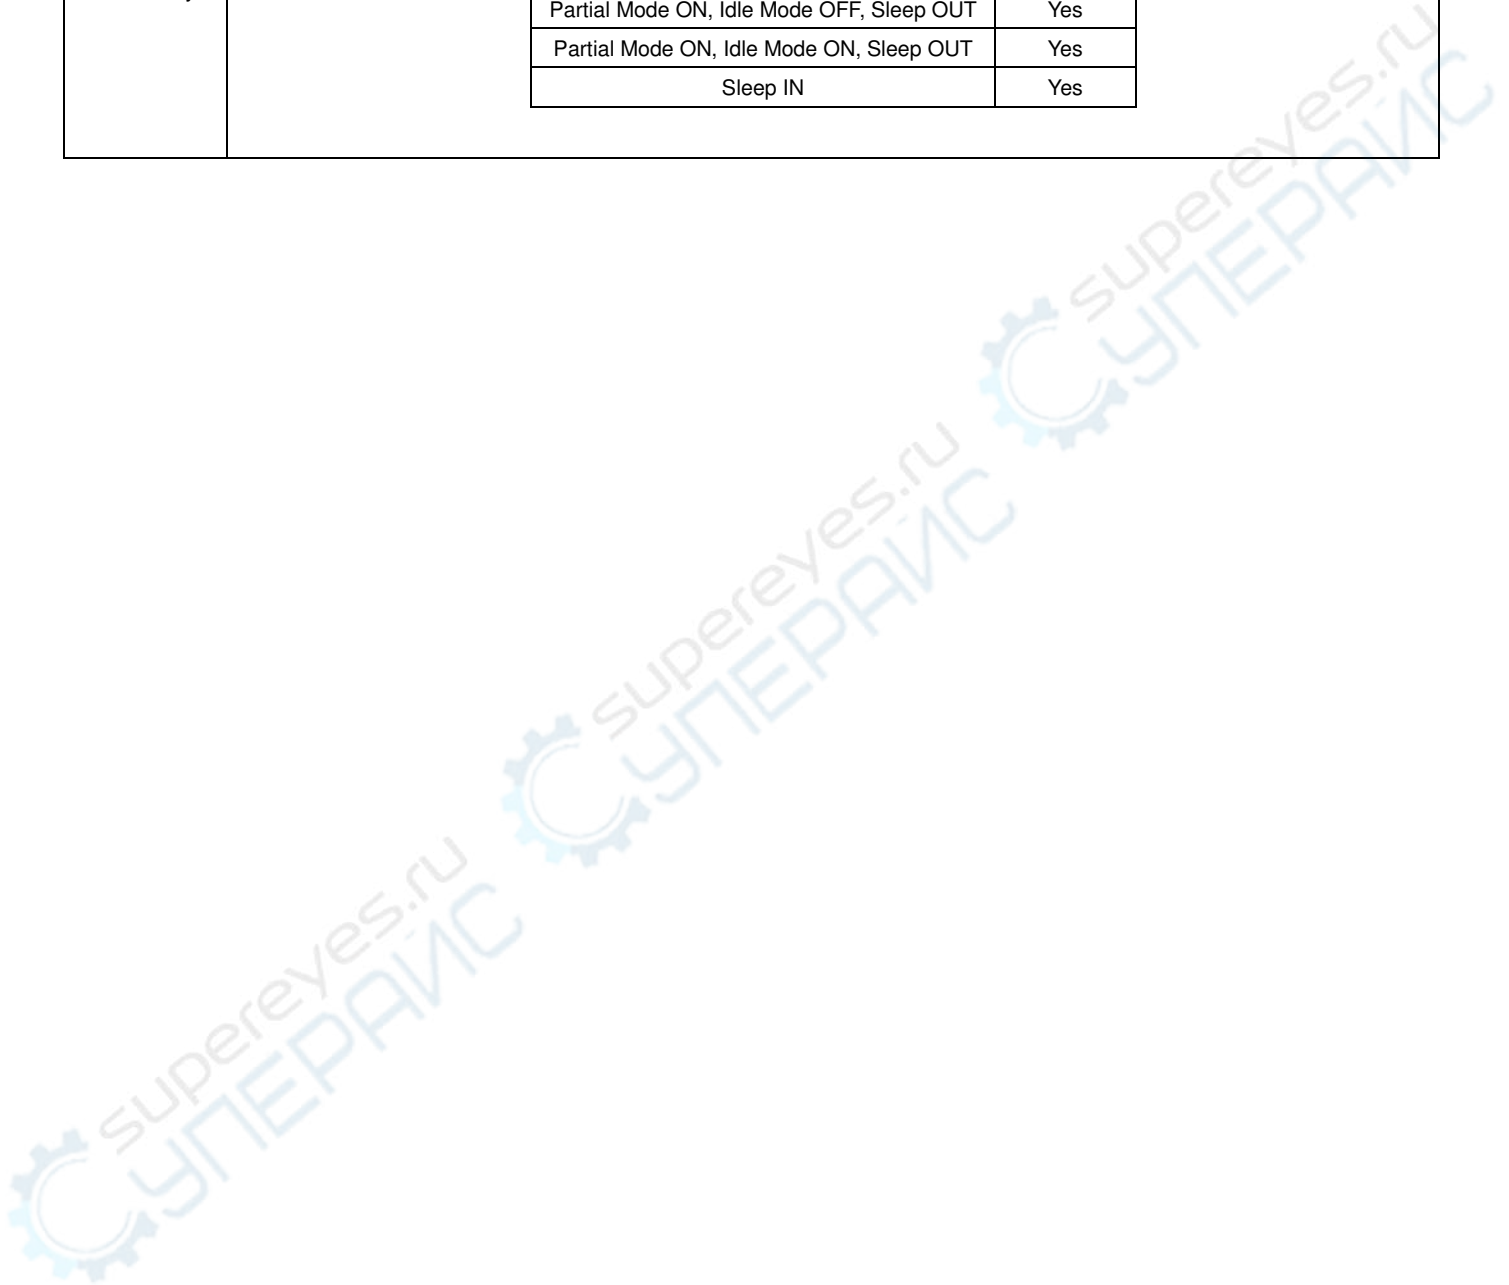 Partial Mode ON, Idle Mode OFF, Sleep OUT Yes
Partial Mode ON, Idle Mode ON, Sleep OUT Yes
Sleep IN Yes
supereyes.ru
СУПЕРАЙС
supereyes.ru
СУПЕРАЙС
supereyes.ru
СУПЕРАЙС